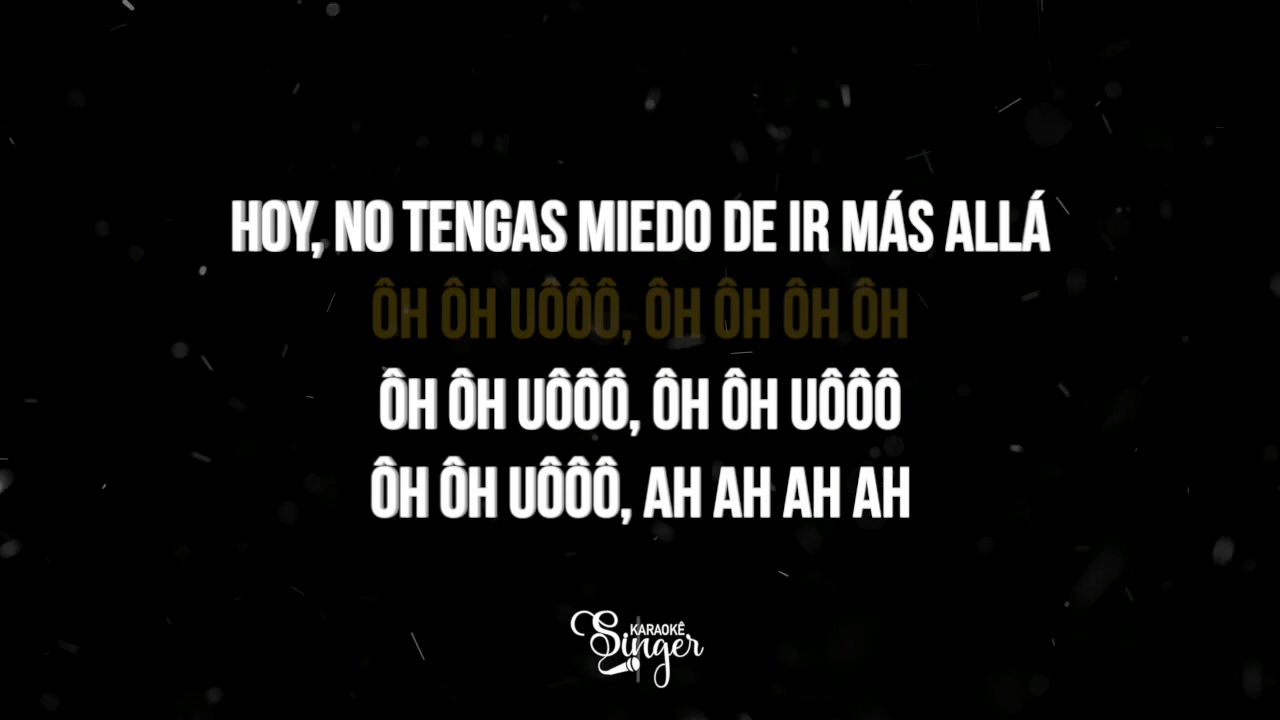 HOY, NO TENGAS MIEDO DE IR MÁS ALLÁ
ÔH ÔH UÔÔÔ, ÔH ÔH ÔH ÔH
ÔH ÔH UÔÔÔ, ÔH ÔH UÔÔÔ
ÔH ÔH UÔÔÔ, AH AH AH AH
KARAOKÊ
Singer